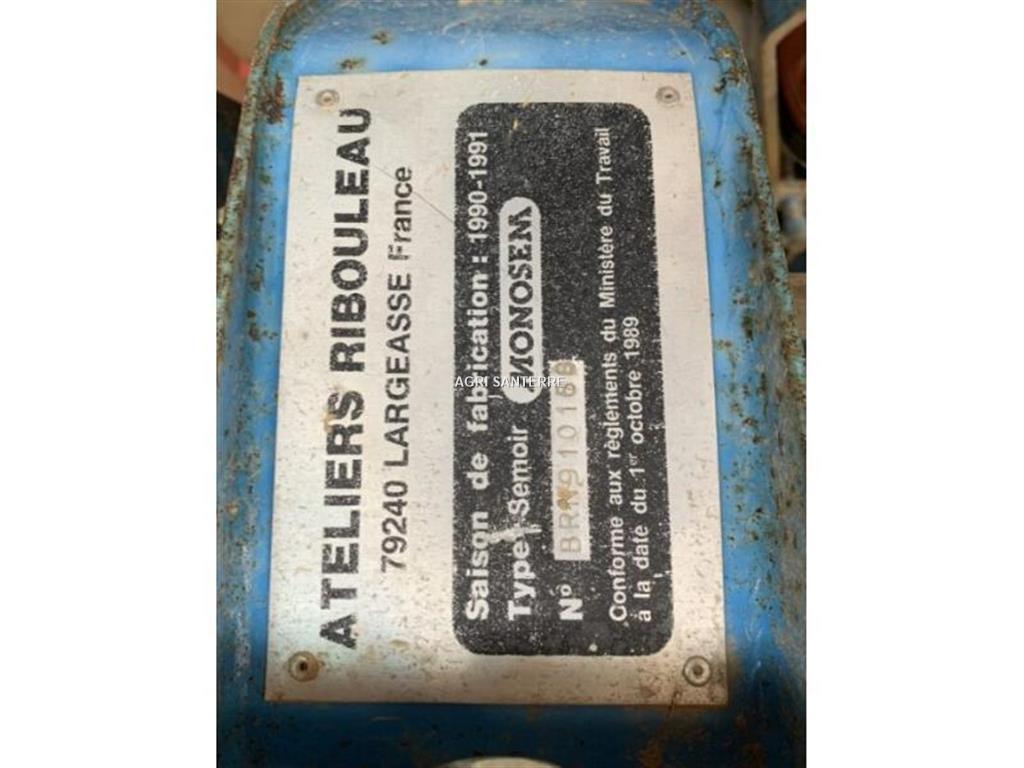 ATELIERS RIBOULEAU
79240 LARGEASSE France
Saison de fabrication : 1990-1991
Type Semoir MONOSEM
N°
Conforme aux règlements du Ministère du Travail
à la date du 1er octobre 1989
AGRI SANTERRE